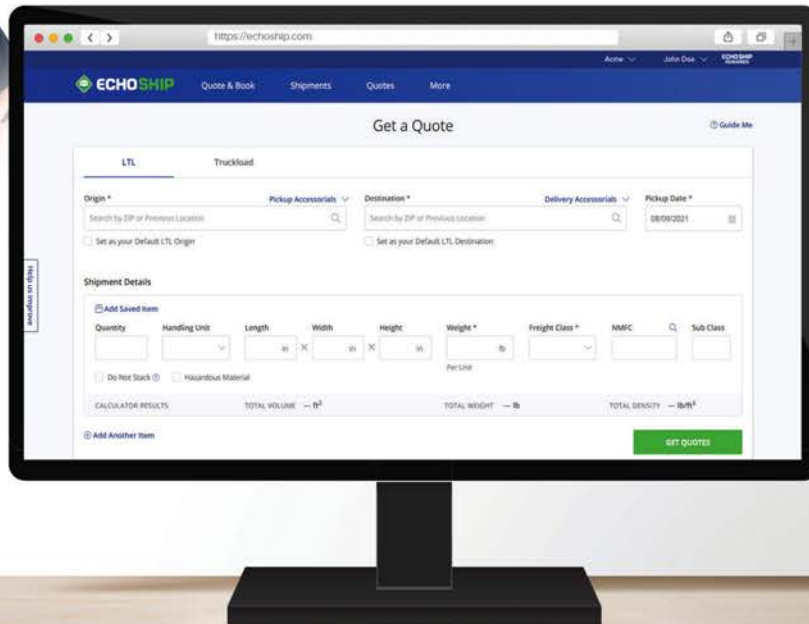 https://echoship.com
Acme John Doe ECHOSHIP REWARDS
ECHOSHIP Quote & Book Shipments Quotes More
Get a Quote
Guide Me
LTL Truckload
Origin * Pickup Accessorials Destination * Delivery Accessorials Pickup Date *
Search by ZIP or Previous Location Search by ZIP or Previous Location 08/09/2021
Set as your Default LTL Origin Set as your Default LTL Destination
Help us improve
Shipment Details
Add Saved Item
Quantity Handling Unit Length Width Height Weight * Freight Class * NMFC Sub Class
in X in X in lb
Per Unit
Do Not Stack Hazardous Material
CALCULATOR RESULTS TOTAL VOLUME — ft³ TOTAL WEIGHT — lb TOTAL DENSITY — lb/ft³
Add Another Item
GET QUOTES